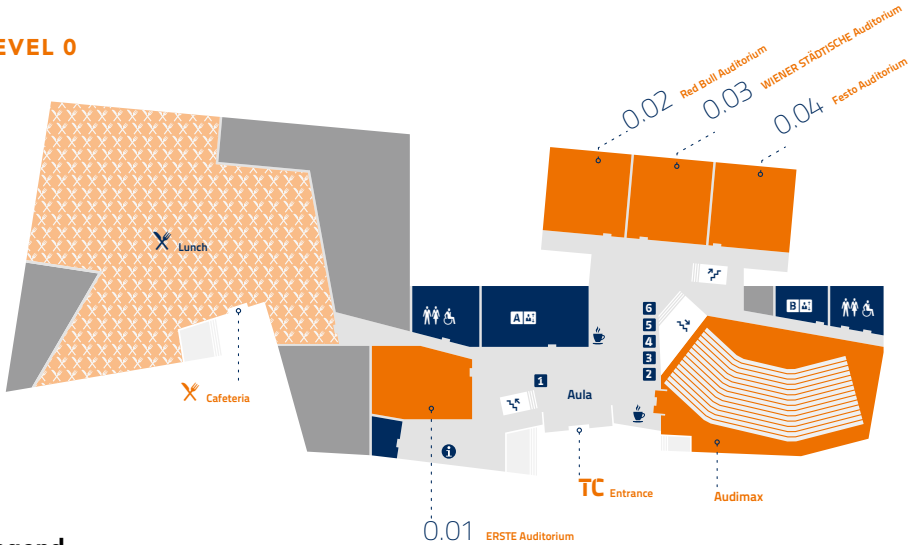 EVEL 0
0.02 Red Bull Auditorium
0.03 WIENER STÄDTISCHE Auditorium
0.04 Festo Auditorium
Lunch
A
B
6
5
4
3
2
1
Aula
Cafeteria
i
TC Entrance
Audimax
0.01 ERSTE Auditorium